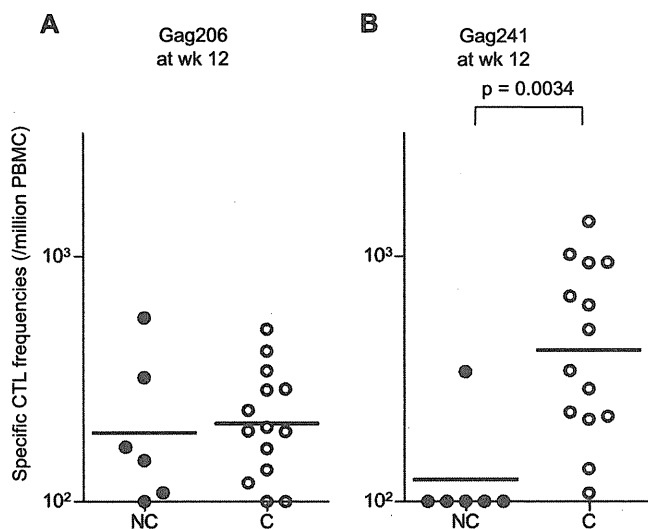 A
Gag206
at wk 12
B
Gag241
at wk 12
p = 0.0034
Specific CTL frequencies (/million PBMC)
10³
10²
NC
C
10³
10²
NC
C